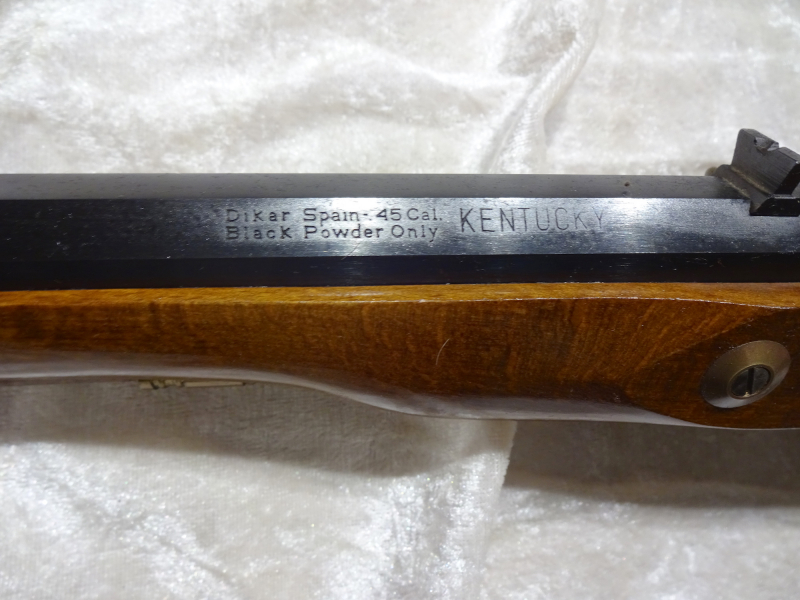 Dikar Spain-.45 Cal. KENTUCKY
Black Powder Only